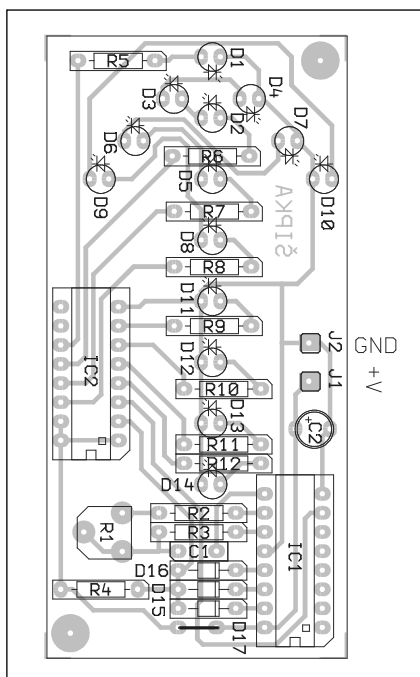 R5
D1
D3
D4
D2
D6
D7
R6
D9
D5
D10
R7
ŠIPKA
D8
R8
D11
R9
IC2
D12
J2 GND
J1 +V
R10
D13
+C2
R11
R12
D14
R2
R1
R3
IC1
C1
D16
R4
D15
D17